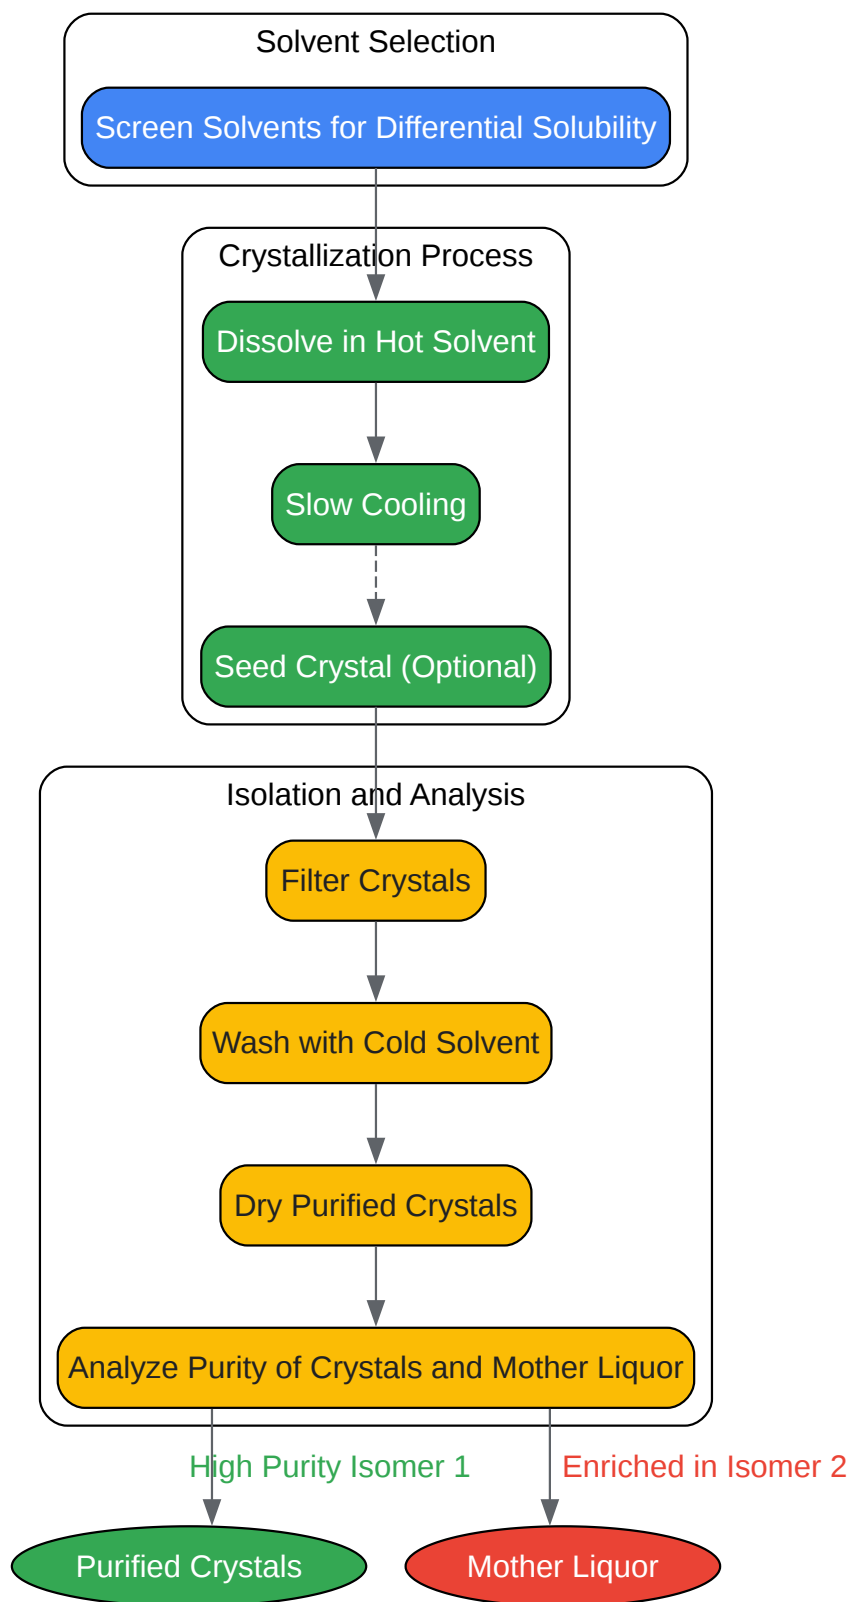 Solvent Selection
Screen Solvents for Differential Solubility
Crystallization Process
Dissolve in Hot Solvent
Slow Cooling
Seed Crystal (Optional)
Isolation and Analysis
Filter Crystals
Wash with Cold Solvent
Dry Purified Crystals
Analyze Purity of Crystals and Mother Liquor
High Purity Isomer 1
Enriched in Isomer 2
Purified Crystals
Mother Liquor